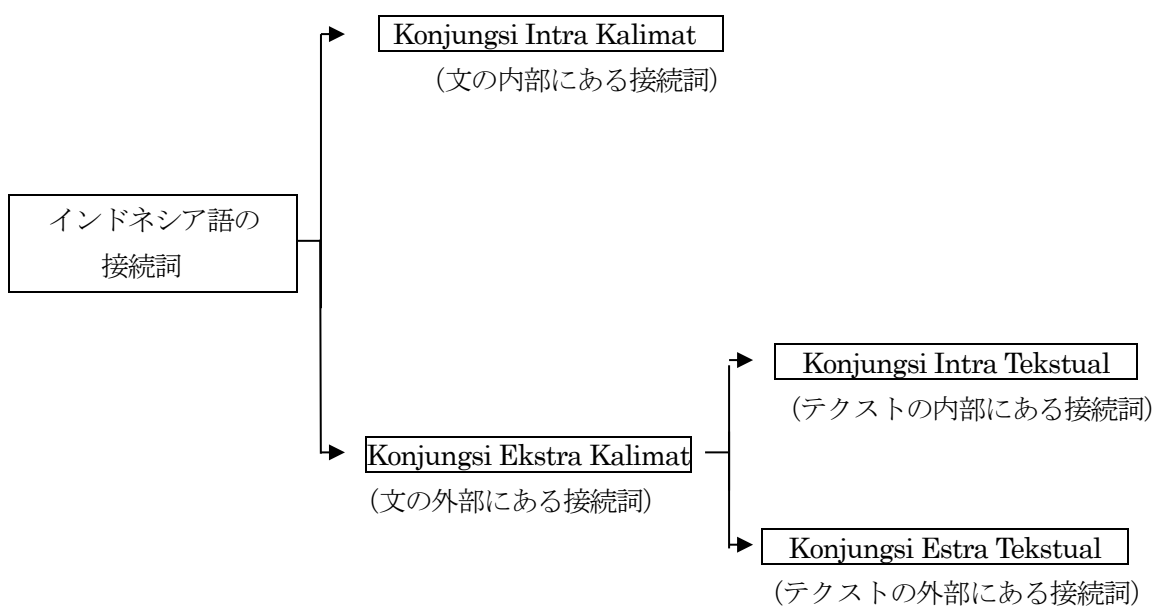 Konjungsi Intra Kalimat
（文の内部にある接続詞）
インドネシア語の
接続詞
Konjungsi Intra Tekstual
（テクストの内部にある接続詞）
Konjungsi Ekstra Kalimat
（文の外部にある接続詞）
Konjungsi Estra Tekstual
（テクストの外部にある接続詞）